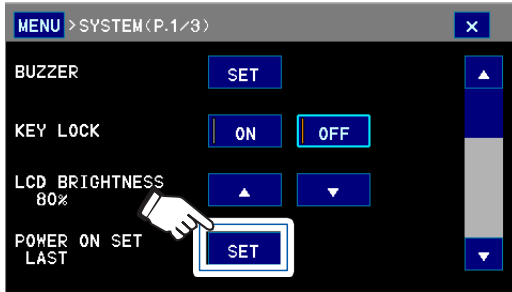 MENU >SYSTEM(P.1/3) ×
BUZZER SET
KEY LOCK ON OFF
LCD BRIGHTNESS
80% ▲ ▼
POWER ON SET
LAST SET